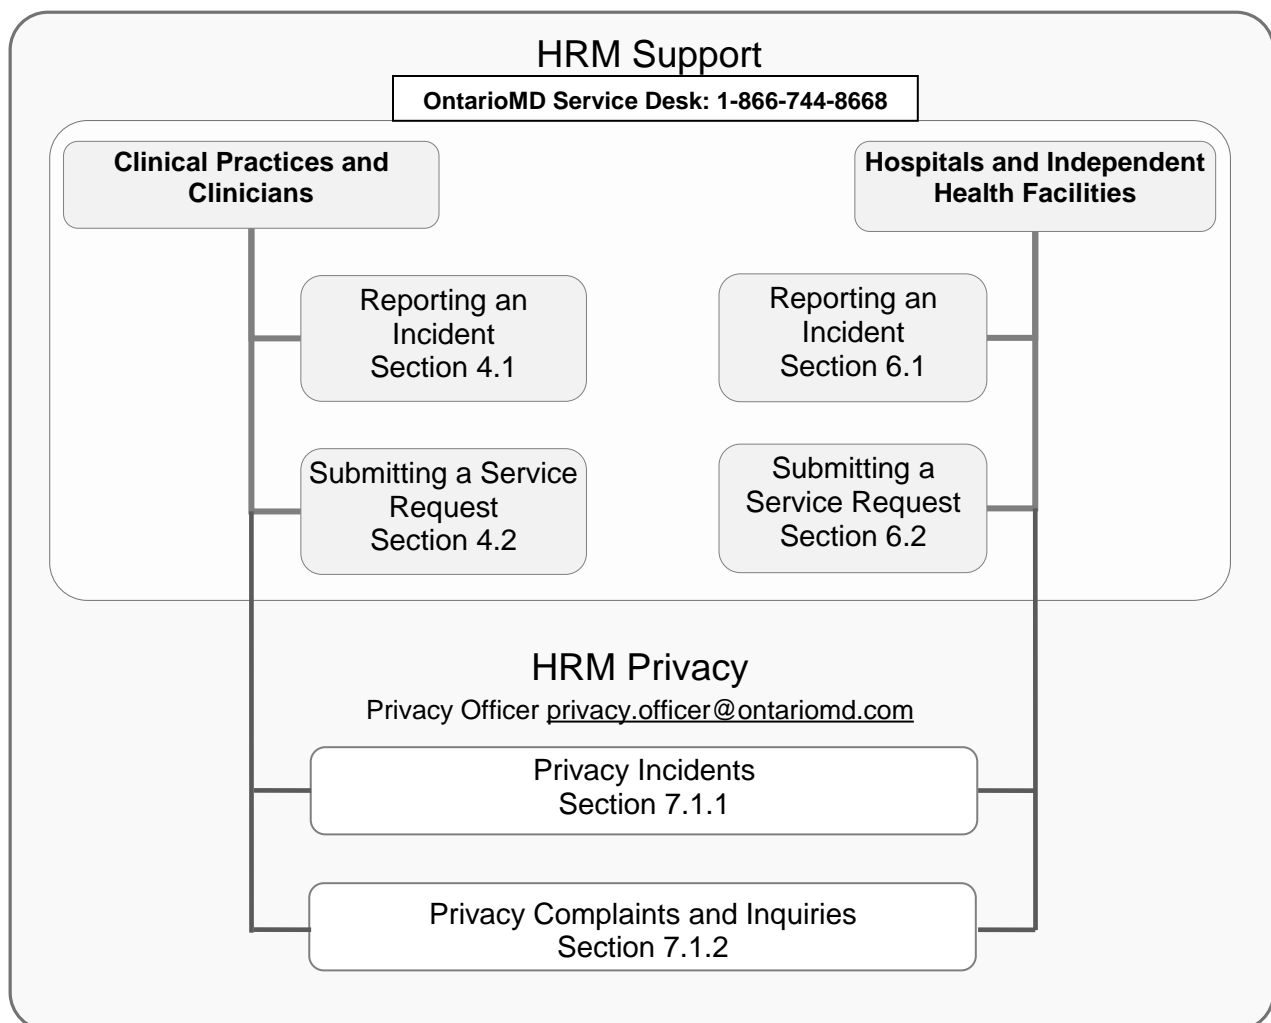 HRM Support
OntarioMD Service Desk: 1-866-744-8668
Clinical Practices and
Clinicians
Hospitals and Independent
Health Facilities
Reporting an
Incident
Section 4.1
Reporting an
Incident
Section 6.1
Submitting a Service
Request
Section 4.2
Submitting a
Service Request
Section 6.2
HRM Privacy
Privacy Officer privacy.officer@ontariomd.com
Privacy Incidents
Section 7.1.1
Privacy Complaints and Inquiries
Section 7.1.2